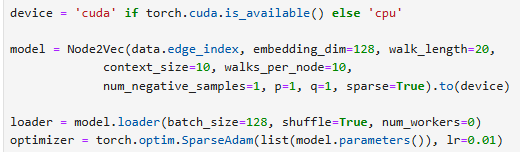 device = 'cuda' if torch.cuda.is_available() else 'cpu'
model = Node2Vec(data.edge_index, embedding_dim=128, walk_length=20,
context_size=10, walks_per_node=10,
num_negative_samples=1, p=1, q=1, sparse=True).to(device)
loader = model.loader(batch_size=128, shuffle=True, num_workers=0)
optimizer = torch.optim.SparseAdam(list(model.parameters()), lr=0.01)